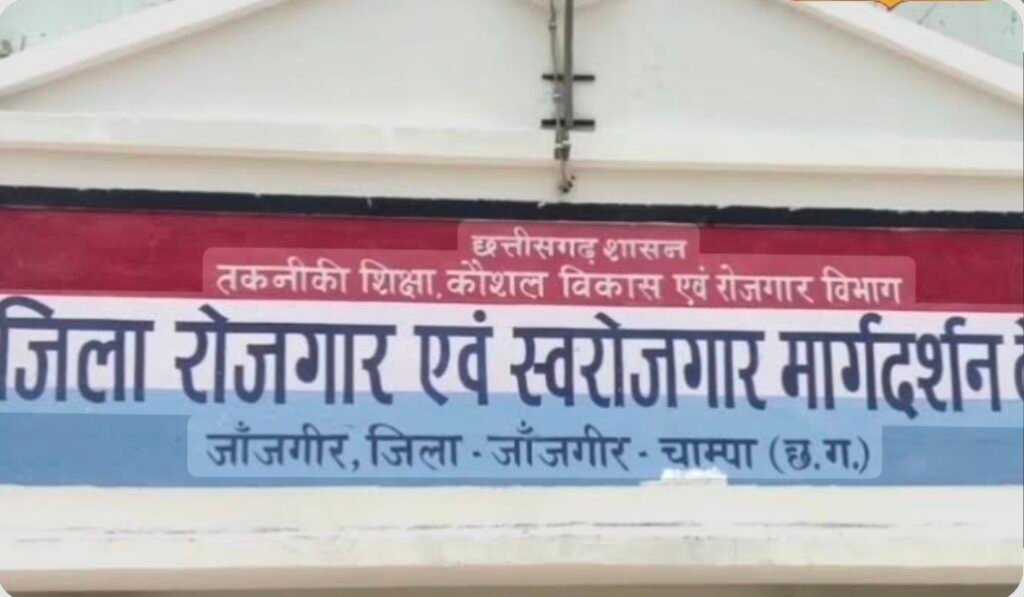 छत्तीसगढ़ शासन
तकनीकी शिक्षा, कौशल विकास एवं रोजगार विभाग
जिला रोजगार एवं स्वरोजगार मार्गदर्शन
जाँजगीर, जिला - जाँजगीर - चाम्पा (छ.ग.)